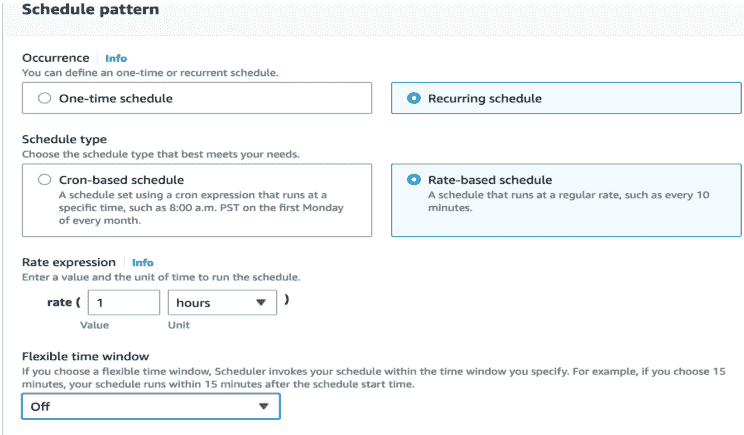 Schedule pattern
Occurrence Info
You can define an one-time or recurrent schedule.
One-time schedule
Recurring schedule
Schedule type
Choose the schedule type that best meets your needs.
Cron-based schedule
A schedule set using a cron expression that runs at a
specific time, such as 8:00 a.m. PST on the first Monday
of every month.
Rate-based schedule
A schedule that runs at a regular rate, such as every 10
minutes.
Rate expression Info
Enter a value and the unit of time to run the schedule.
rate ( 1 hours )
Value Unit
Flexible time window
If you choose a flexible time window, Scheduler invokes your schedule within the time window you specify. For example, if you choose 15
minutes, your schedule runs within 15 minutes after the schedule start time.
Off